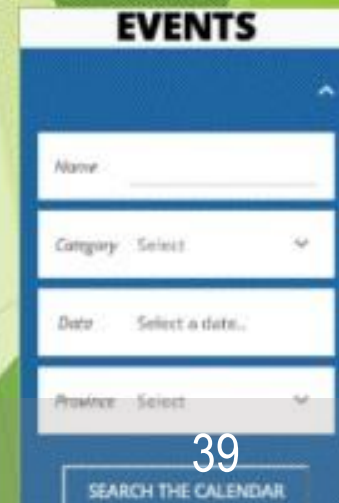 EVENTS
Name
Category Select
Date Select a date...
Province Select
39
SEARCH THE CALENDAR